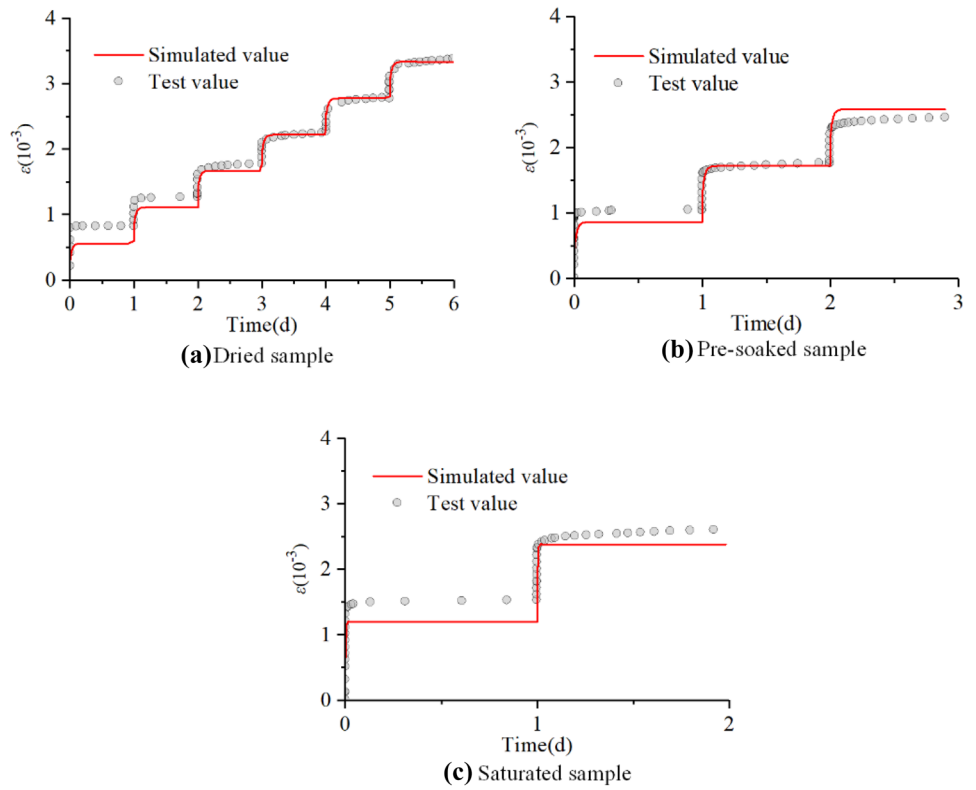 4
3
2
1
0
ε(10⁻³)
Simulated value
Test value
0 1 2 3 4 5 6
Time(d)
(a) Dried sample
4
3
2
1
0
ε(10⁻³)
Simulated value
Test value
0 1 2 3
Time(d)
(b) Pre-soaked sample
4
3
2
1
0
ε(10⁻³)
Simulated value
Test value
0 1 2
Time(d)
(c) Saturated sample